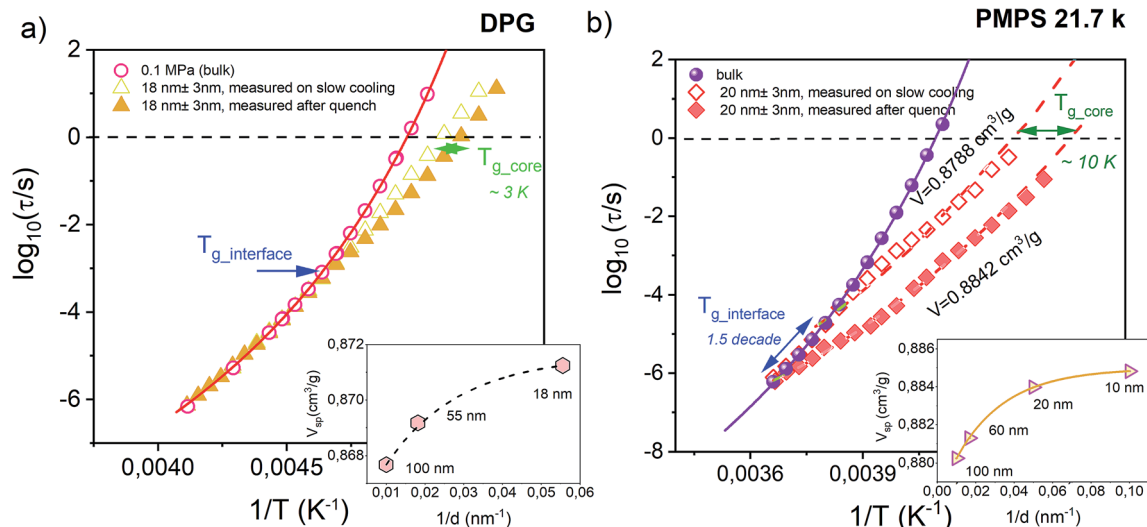 a)
DPG
0.1 MPa (bulk)
18 nm± 3nm, measured on slow cooling
18 nm± 3nm, measured after quench
T_g_core
~ 3 K
T_g_interface
log10(τ/s)
2
0
-2
-4
-6
0,0040
0,0045
1/T (K-1)
Vsp(cm3/g)
0,872
0,870
0,868
18 nm
55 nm
100 nm
0,01 0,02 0,03 0,04 0,05 0,06
1/d (nm-1)
b)
PMPS 21.7 k
bulk
20 nm± 3nm, measured on slow cooling
20 nm± 3nm, measured after quench
T_g_core
~ 10 K
V=0.8788 cm3/g
V=0.8842 cm3/g
T_g_interface
1.5 decade
log10(τ/s)
2
0
-2
-4
-6
-8
0,0036
0,0039
1/T (K-1)
Vsp (cm3/g)
0,886
0,884
0,882
0,880
10 nm
20 nm
60 nm
100 nm
0,00 0,02 0,04 0,06 0,08 0,10
1/d (nm-1)